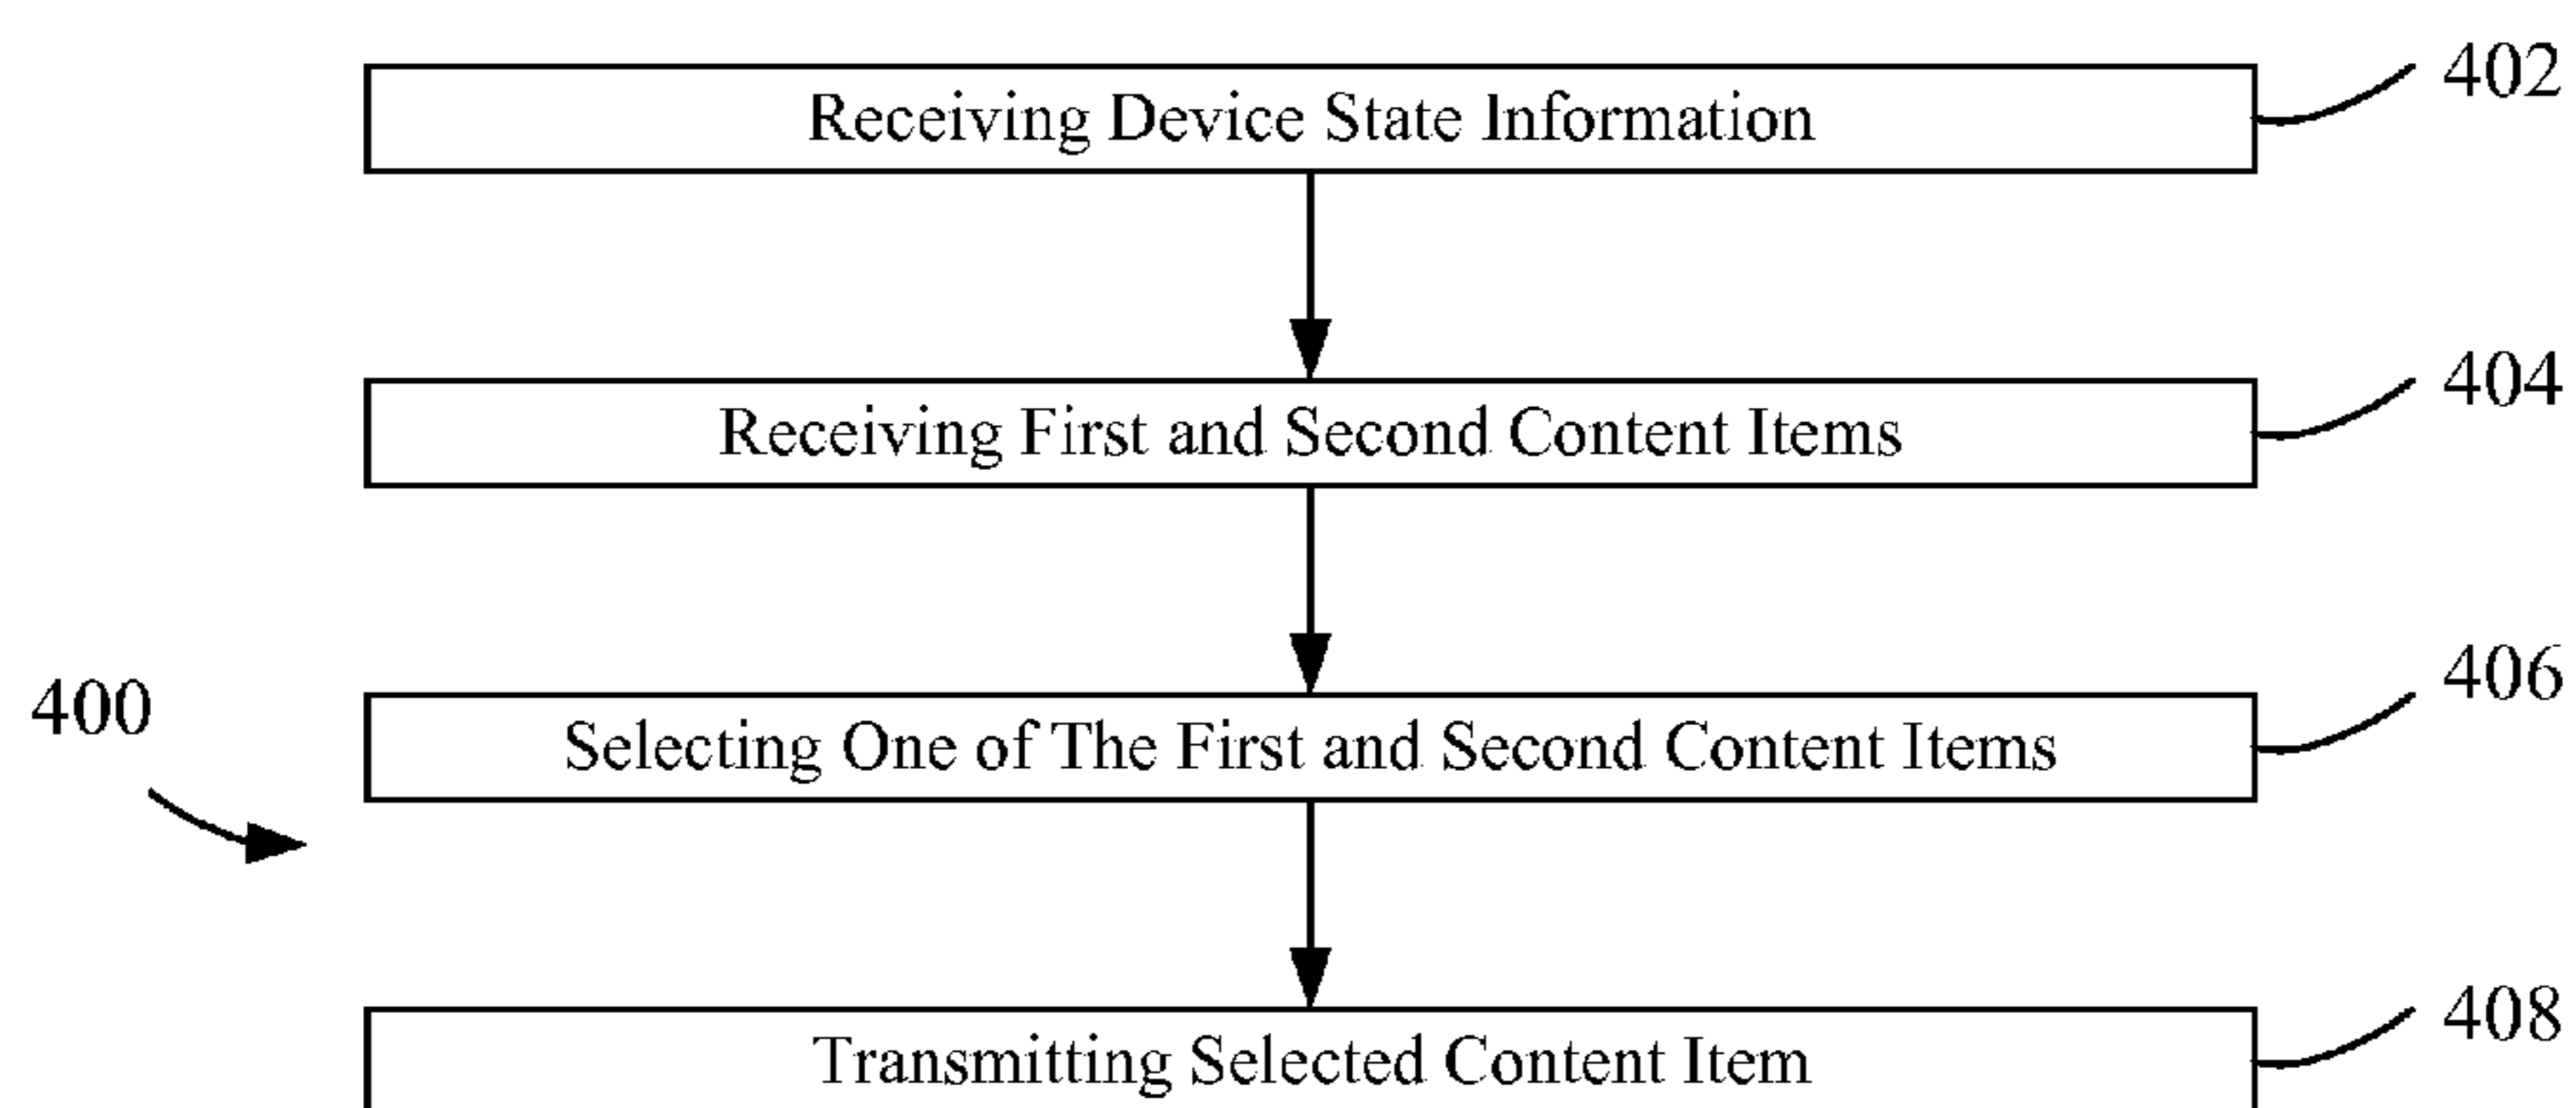 Receiving Device State Information
402
Receiving First and Second Content Items
404
400
Selecting One of The First and Second Content Items
406
Transmitting Selected Content Item
408